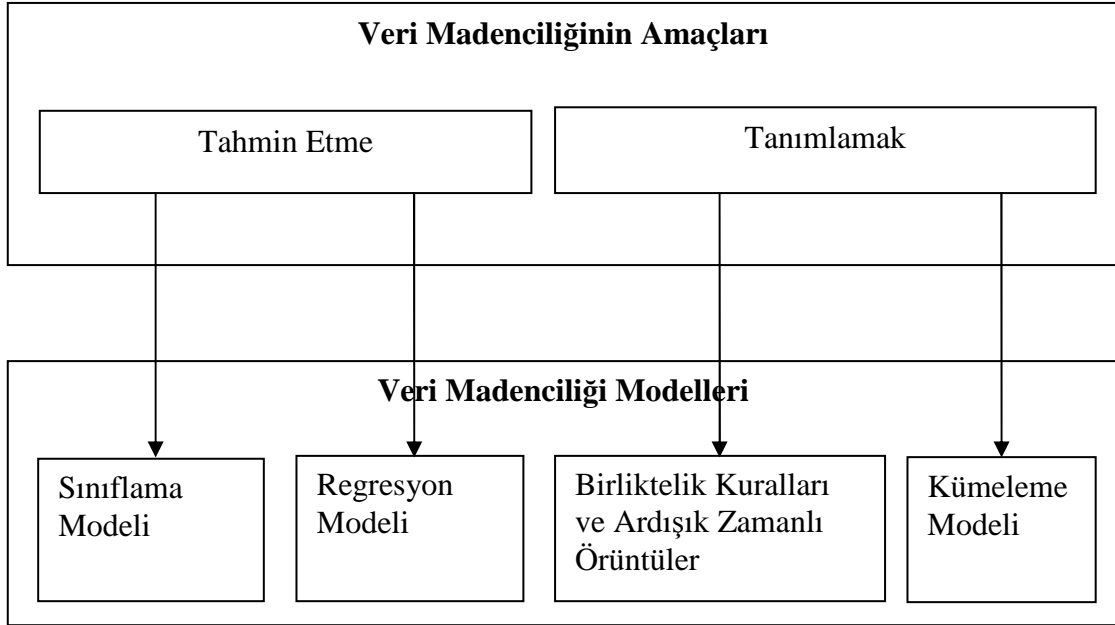 Veri Madenciliğinin Amaçları
Tahmin Etme
Tanımlamak
Veri Madenciliği Modelleri
Sınıflama
Modeli
Regresyon
Modeli
Birliktelik Kuralları
ve Ardışık Zamanlı
Örüntüler
Kümeleme
Modeli